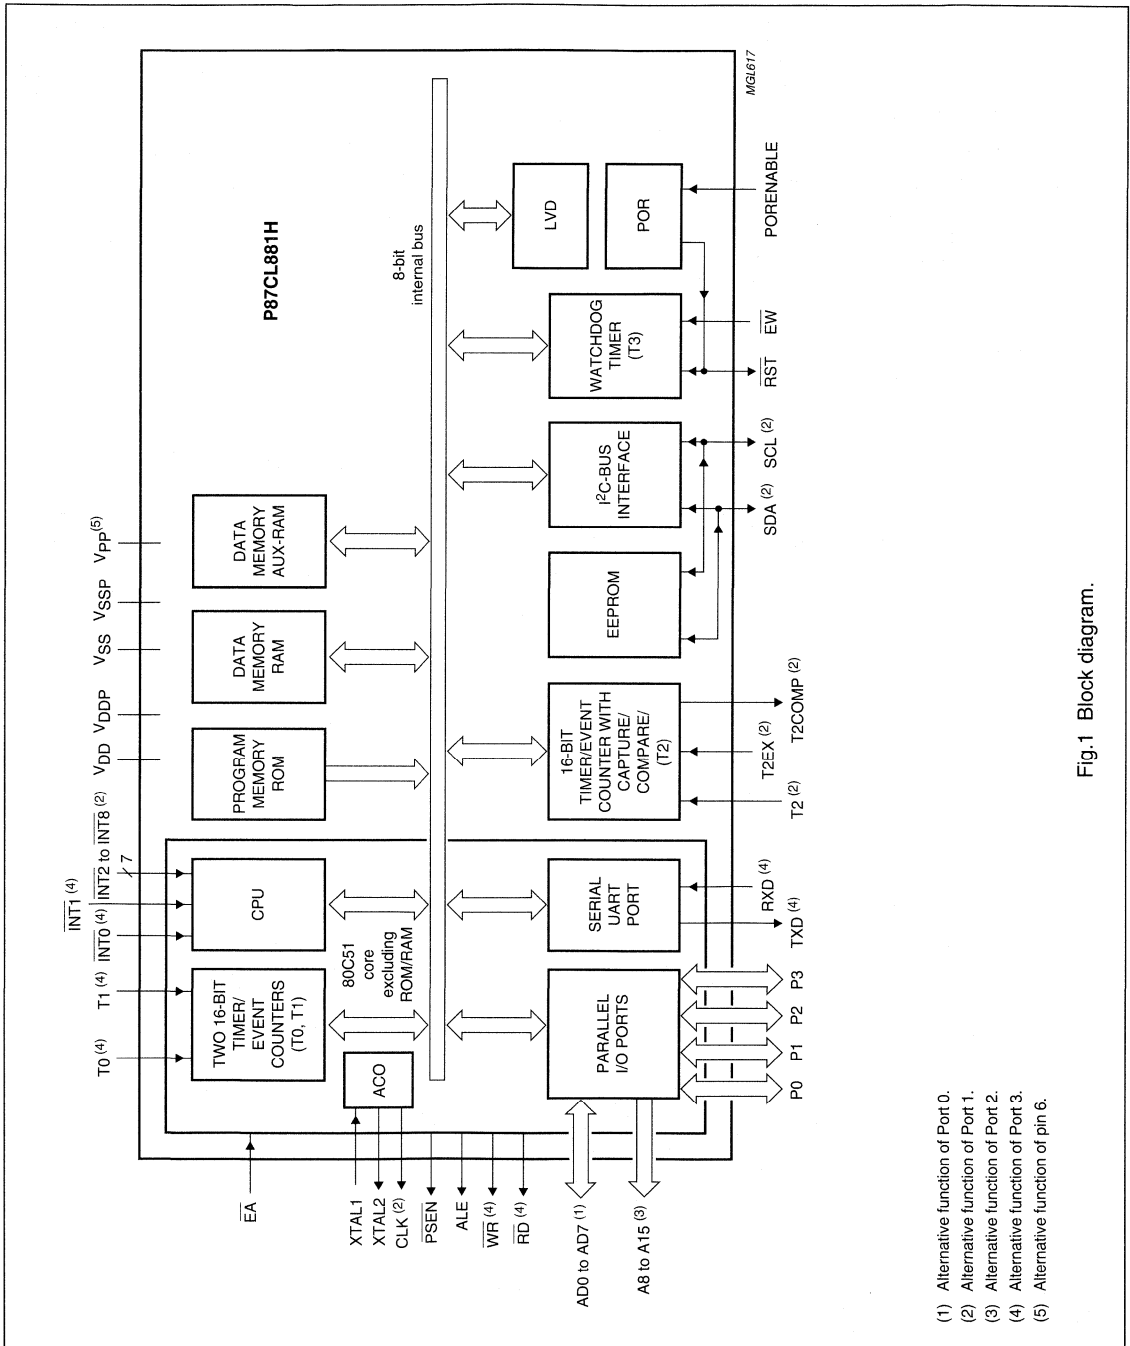 T0 (4)
T1 (4)
INT0 (4)
INT1 (4)
INT2 to INT8 (2)
7
VDD
VDDP
VSS
VSSP
VPP(5)
P87CL881H
TWO 16-BIT
TIMER/
EVENT
COUNTERS
(T0, T1)
CPU
PROGRAM
MEMORY
ROM
DATA
MEMORY
RAM
DATA
MEMORY
AUX-RAM
EA
XTAL1
XTAL2
CLK (2)
PSEN
ALE
WR (4)
RD (4)
AD0 to AD7 (1)
A8 to A15 (3)
ACO
80C51
core
excluding
ROM/RAM
8-bit
internal bus
PARALLEL
I/O PORTS
SERIAL
UART
PORT
16-BIT
TIMER/EVENT
COUNTER WITH
CAPTURE/
COMPARE/
(T2)
EEPROM
I2C-BUS
INTERFACE
WATCHDOG
TIMER
(T3)
LVD
POR
P0
P1
P2
P3
TXD (4)
RXD (4)
T2 (2)
T2EX (2)
T2COMP (2)
SDA (2)
SCL (2)
RST
EW
PORENABLE
MGL617
(1) Alternative function of Port 0.
(2) Alternative function of Port 1.
(3) Alternative function of Port 2.
(4) Alternative function of Port 3.
(5) Alternative function of pin 6.
Fig.1 Block diagram.